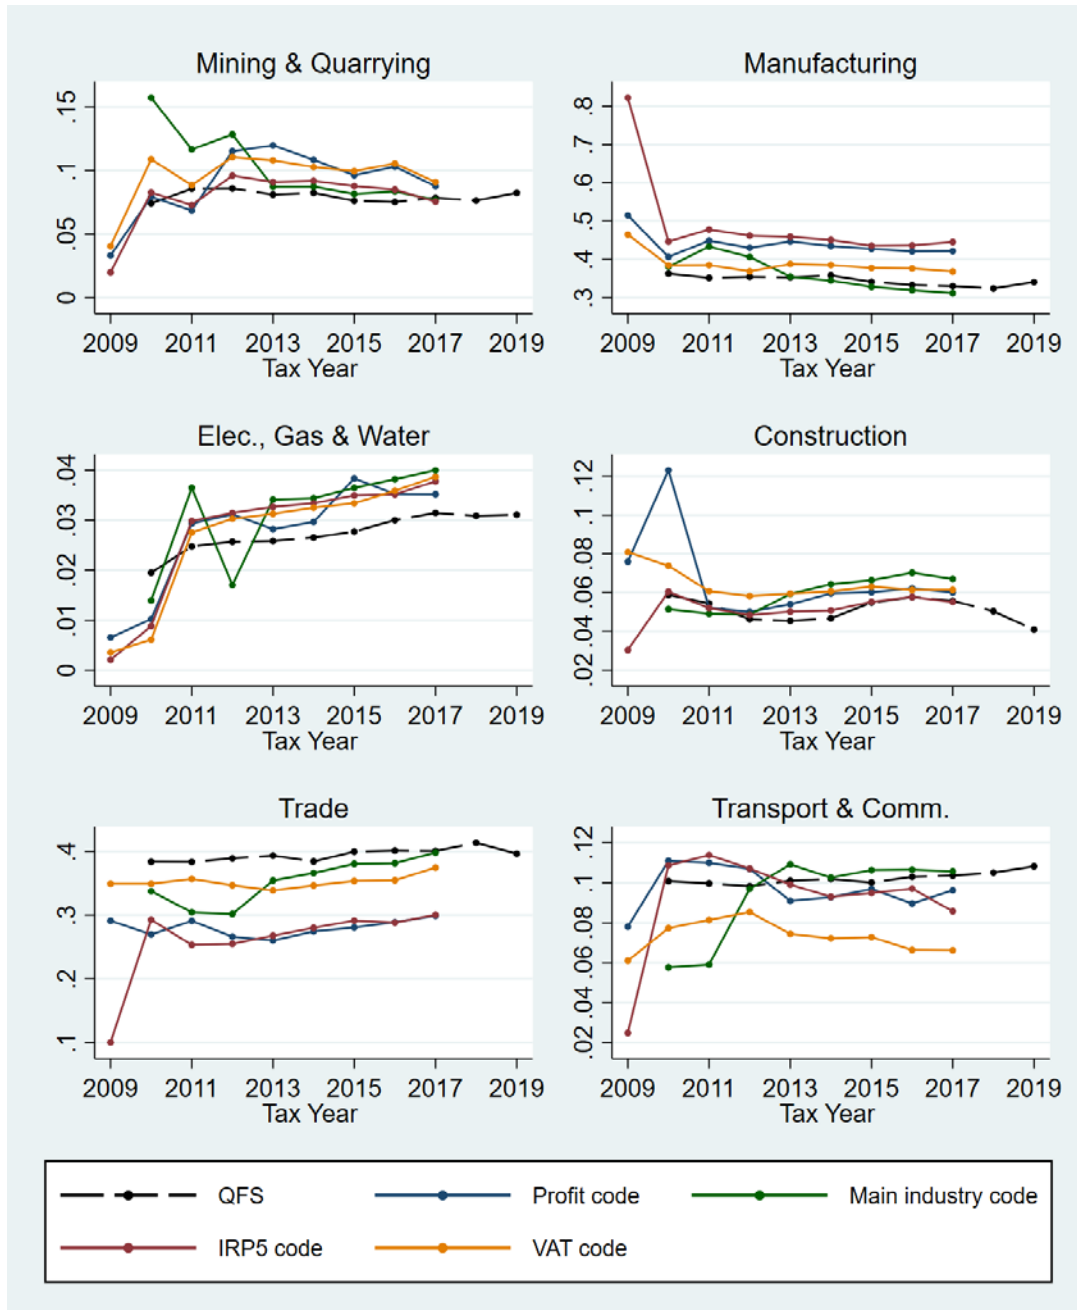 Mining & Quarrying
.15
.1
.05
0
2009 2011 2013 2015 2017 2019
Tax Year
Manufacturing
.8
.7
.6
.5
.4
.3
2009 2011 2013 2015 2017 2019
Tax Year
Elec., Gas & Water
.04
.03
.02
.01
0
2009 2011 2013 2015 2017 2019
Tax Year
Construction
.12
.1
.08
.06
.04
.02
2009 2011 2013 2015 2017 2019
Tax Year
Trade
.4
.3
.2
.1
2009 2011 2013 2015 2017 2019
Tax Year
Transport & Comm.
.12
.1
.08
.06
.04
.02
2009 2011 2013 2015 2017 2019
Tax Year
QFS Profit code Main industry code
IRP5 code VAT code